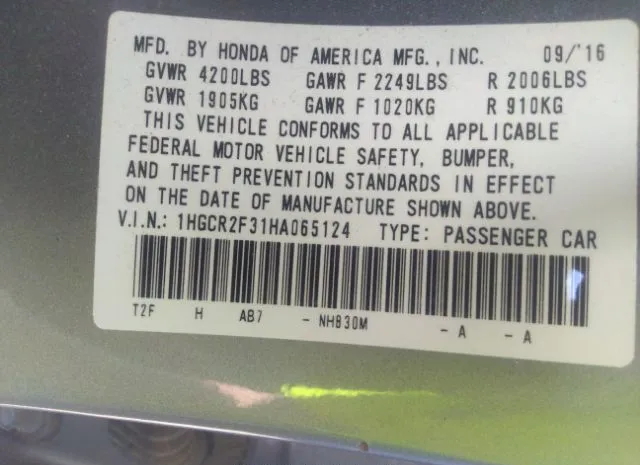 MFD. BY HONDA OF AMERICA MFG., INC. 09/'16
GVWR 4200LBS GAWR F 2249LBS R 2006LBS
GVWR 1905KG GAWR F 1020KG R 910KG
THIS VEHICLE CONFORMS TO ALL APPLICABLE
FEDERAL MOTOR VEHICLE SAFETY, BUMPER,
AND THEFT PREVENTION STANDARDS IN EFFECT
ON THE DATE OF MANUFACTURE SHOWN ABOVE.
V.I.N.: 1HGCR2F31HA065124 TYPE: PASSENGER CAR
T2F H AB7 - NH830M - A - A